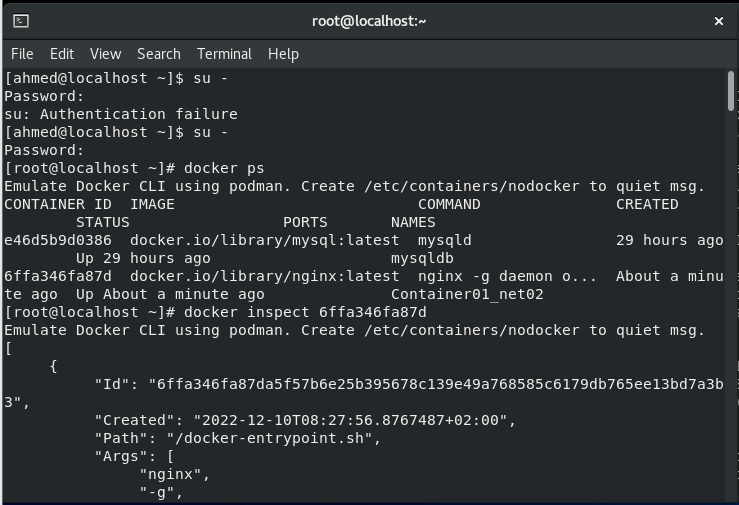 root@localhost:~
File Edit View Search Terminal Help
[ahmed@localhost ~]$ su -
Password:
su: Authentication failure
[ahmed@localhost ~]$ su -
Password:
[root@localhost ~]# docker ps
Emulate Docker CLI using podman. Create /etc/containers/nodocker to quiet msg.
CONTAINER ID  IMAGE                           COMMAND               CREATED
        STATUS                 PORTS       NAMES
e46d5b9d0386  docker.io/library/mysql:latest  mysqld                29 hours ago
        Up 29 hours ago                    mysqldb
6ffa346fa87d  docker.io/library/nginx:latest  nginx -g daemon o...  About a minu
te ago  Up About a minute ago              Container01_net02
[root@localhost ~]# docker inspect 6ffa346fa87d
Emulate Docker CLI using podman. Create /etc/containers/nodocker to quiet msg.
[
     {
          "Id": "6ffa346fa87da5f57b6e25b395678c139e49a768585c6179db765ee13bd7a3b
3",
          "Created": "2022-12-10T08:27:56.8767487+02:00",
          "Path": "/docker-entrypoint.sh",
          "Args": [
               "nginx",
               "-g",